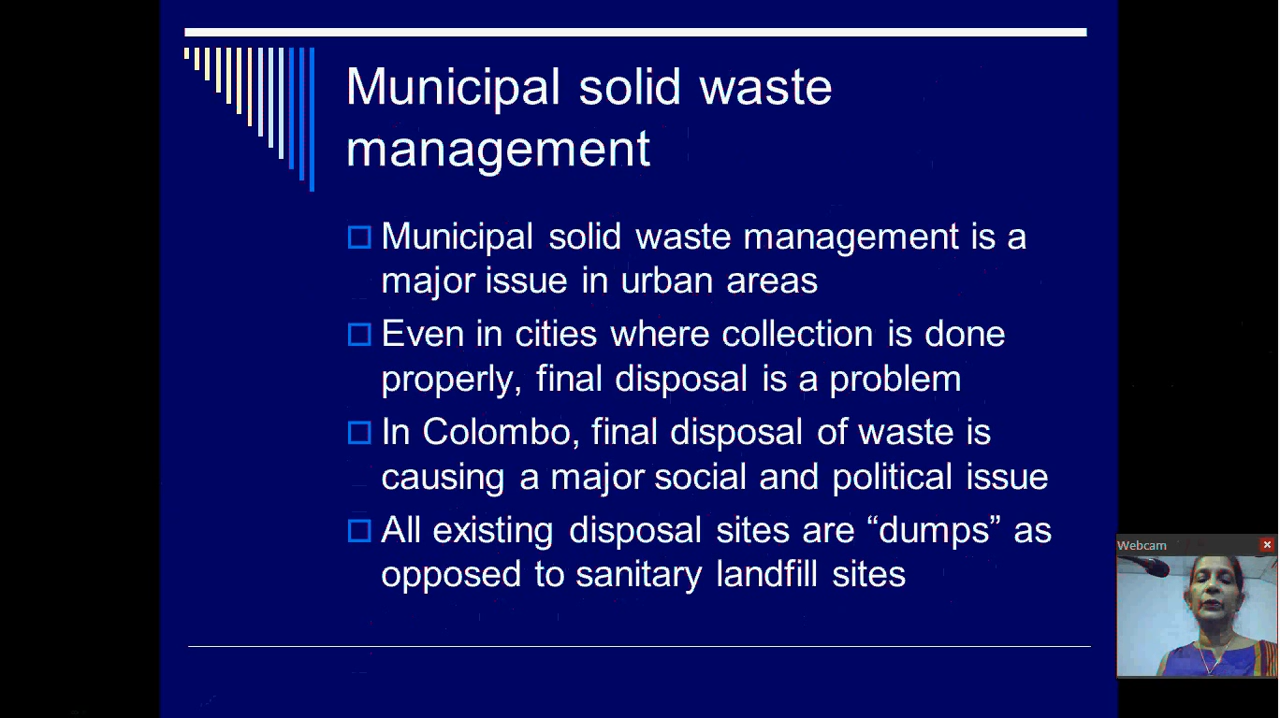 Municipal solid waste
management
Municipal solid waste management is a
major issue in urban areas
Even in cities where collection is done
properly, final disposal is a problem
In Colombo, final disposal of waste is
causing a major social and political issue
All existing disposal sites are “dumps” as
opposed to sanitary landfill sites
Webcam